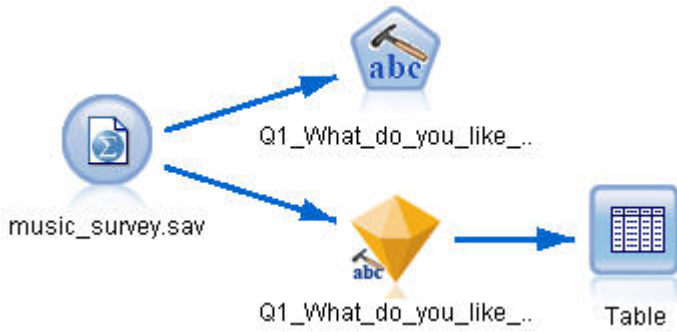 abc
Q1_What_do_you_like_..
music_survey.sav
abc
Q1_What_do_you_like_..
Table